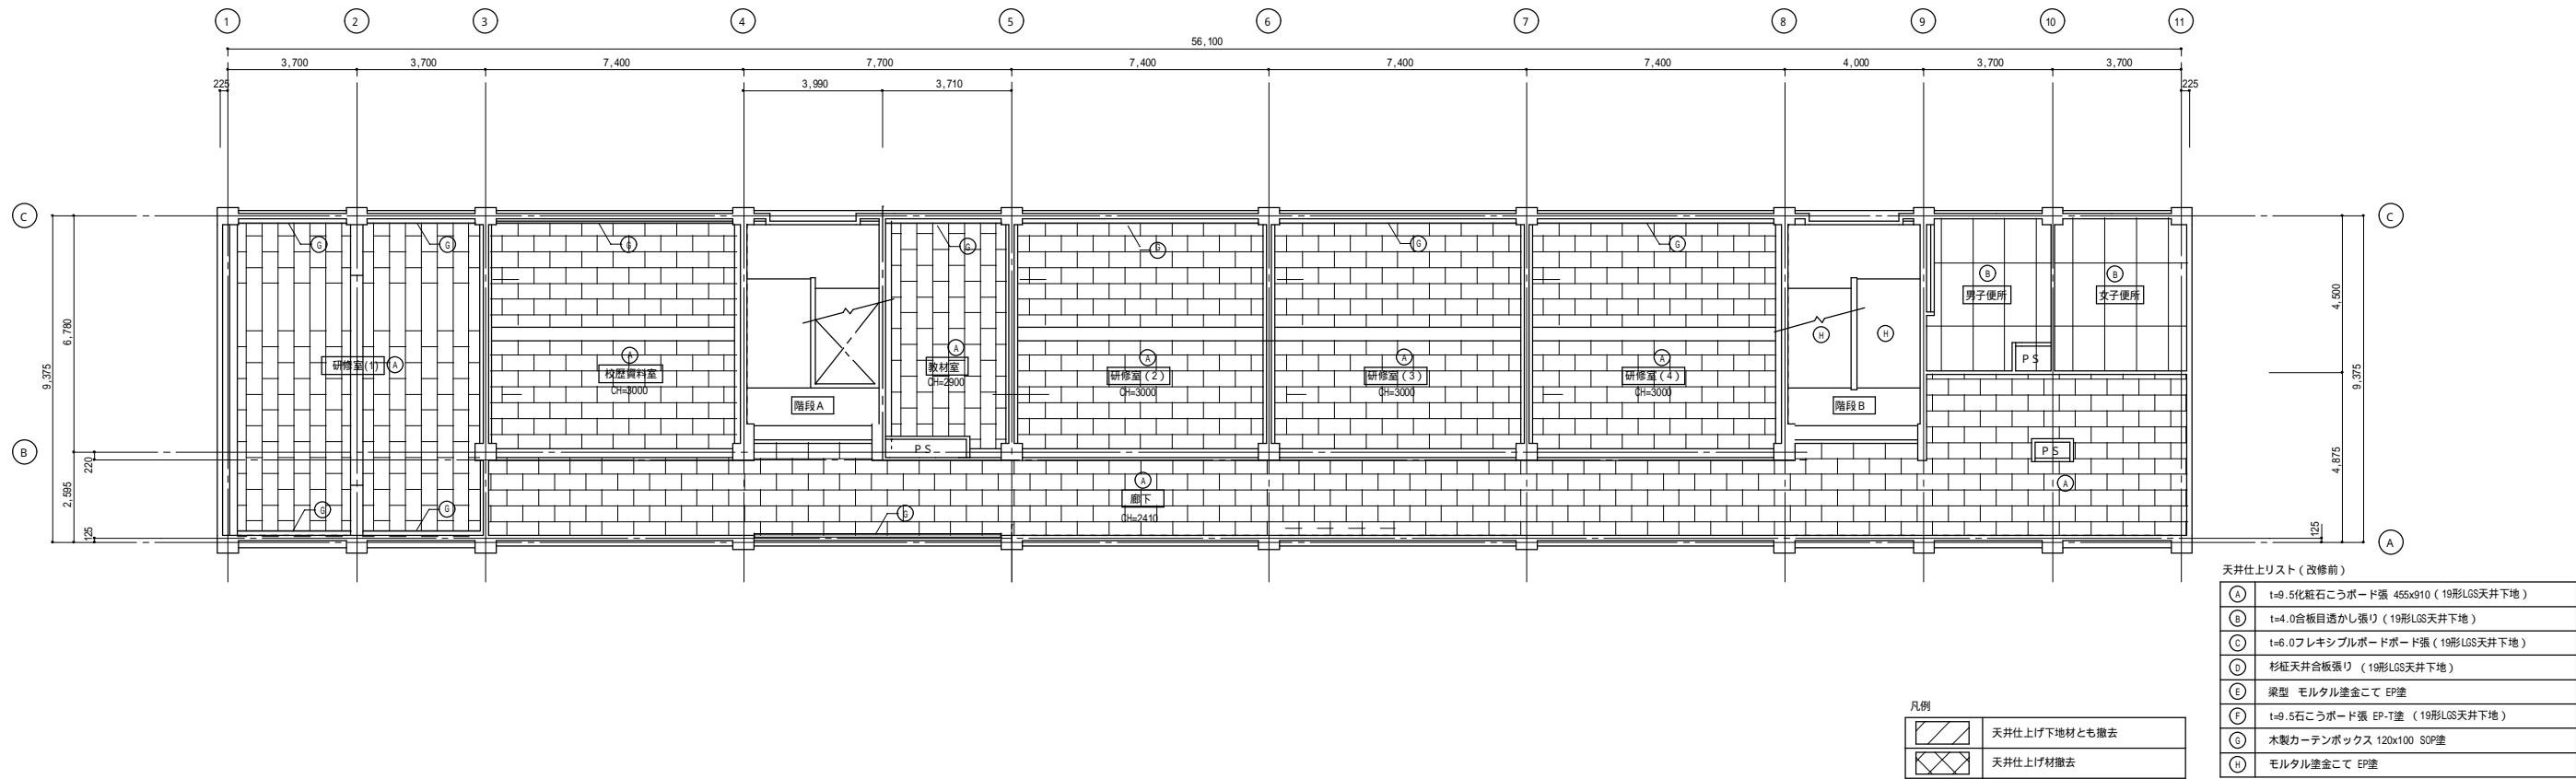 1 2 3 4 5 6 7 8 9 10 11
56,100
3,700 3,700 7,400 7,700 7,400 7,400 7,400 4,000 3,700 3,700
225 3,990 3,710 225
C C
G G G G G G G
B B
男子便所 女子便所
H H
PS
6,780 9,375 4,500 9,375
研修室(1) A
A
校歴資料室
CH=3000
階段A
A
教材室
CH=2900
A
研修室(2)
CH=3000
A
研修室(3)
CH=3000
A
研修室(4)
CH=3000
階段B
B
PS
PS
220
2,595
125
4,875
125
A
廊下
CH=2410
A
G G G
A
天井仕上リスト(改修前)
A t=9.5化粧石こうボード張 455x910(19形LGS天井下地)
B t=4.0合板目透かし張り(19形LGS天井下地)
C t=6.0フレキシブルボードボード張(19形LGS天井下地)
D 杉柾天井合板張り (19形LGS天井下地)
E 梁型 モルタル塗金こて EP塗
F t=9.5石こうボード張 EP-T塗 (19形LGS天井下地)
G 木製カーテンボックス 120x100 SOP塗
H モルタル塗金こて EP塗
凡例
天井仕上げ下地材とも撤去
天井仕上げ材撤去